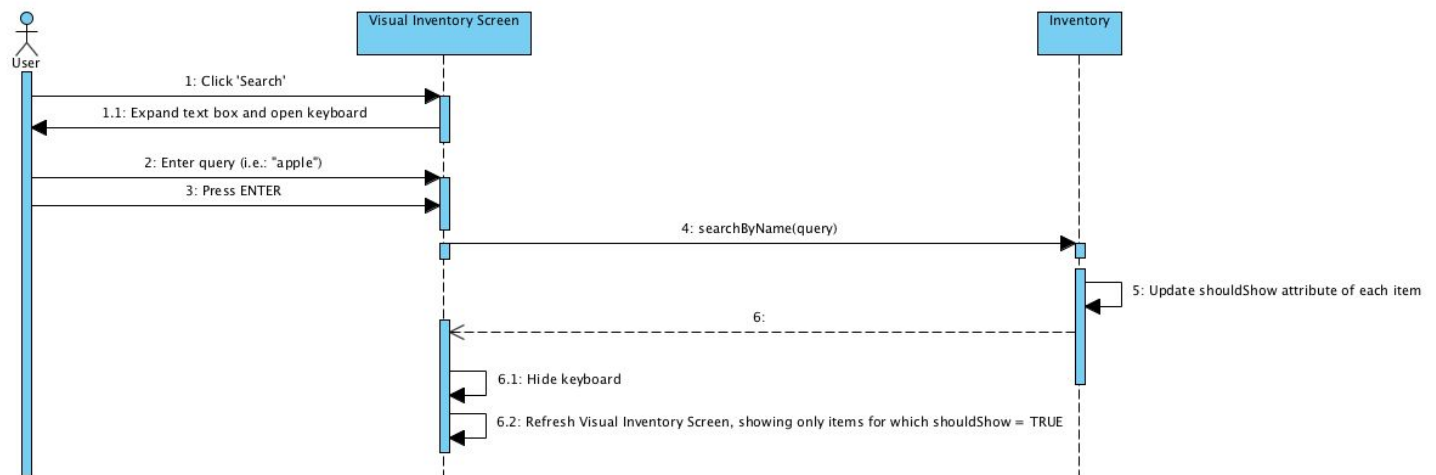 Visual Inventory Screen
Inventory
User
1: Click 'Search'
1.1: Expand text box and open keyboard
2: Enter query (i.e.: "apple")
3: Press ENTER
4: searchByName(query)
5: Update shouldShow attribute of each item
6:
6.1: Hide keyboard
6.2: Refresh Visual Inventory Screen, showing only items for which shouldShow = TRUE